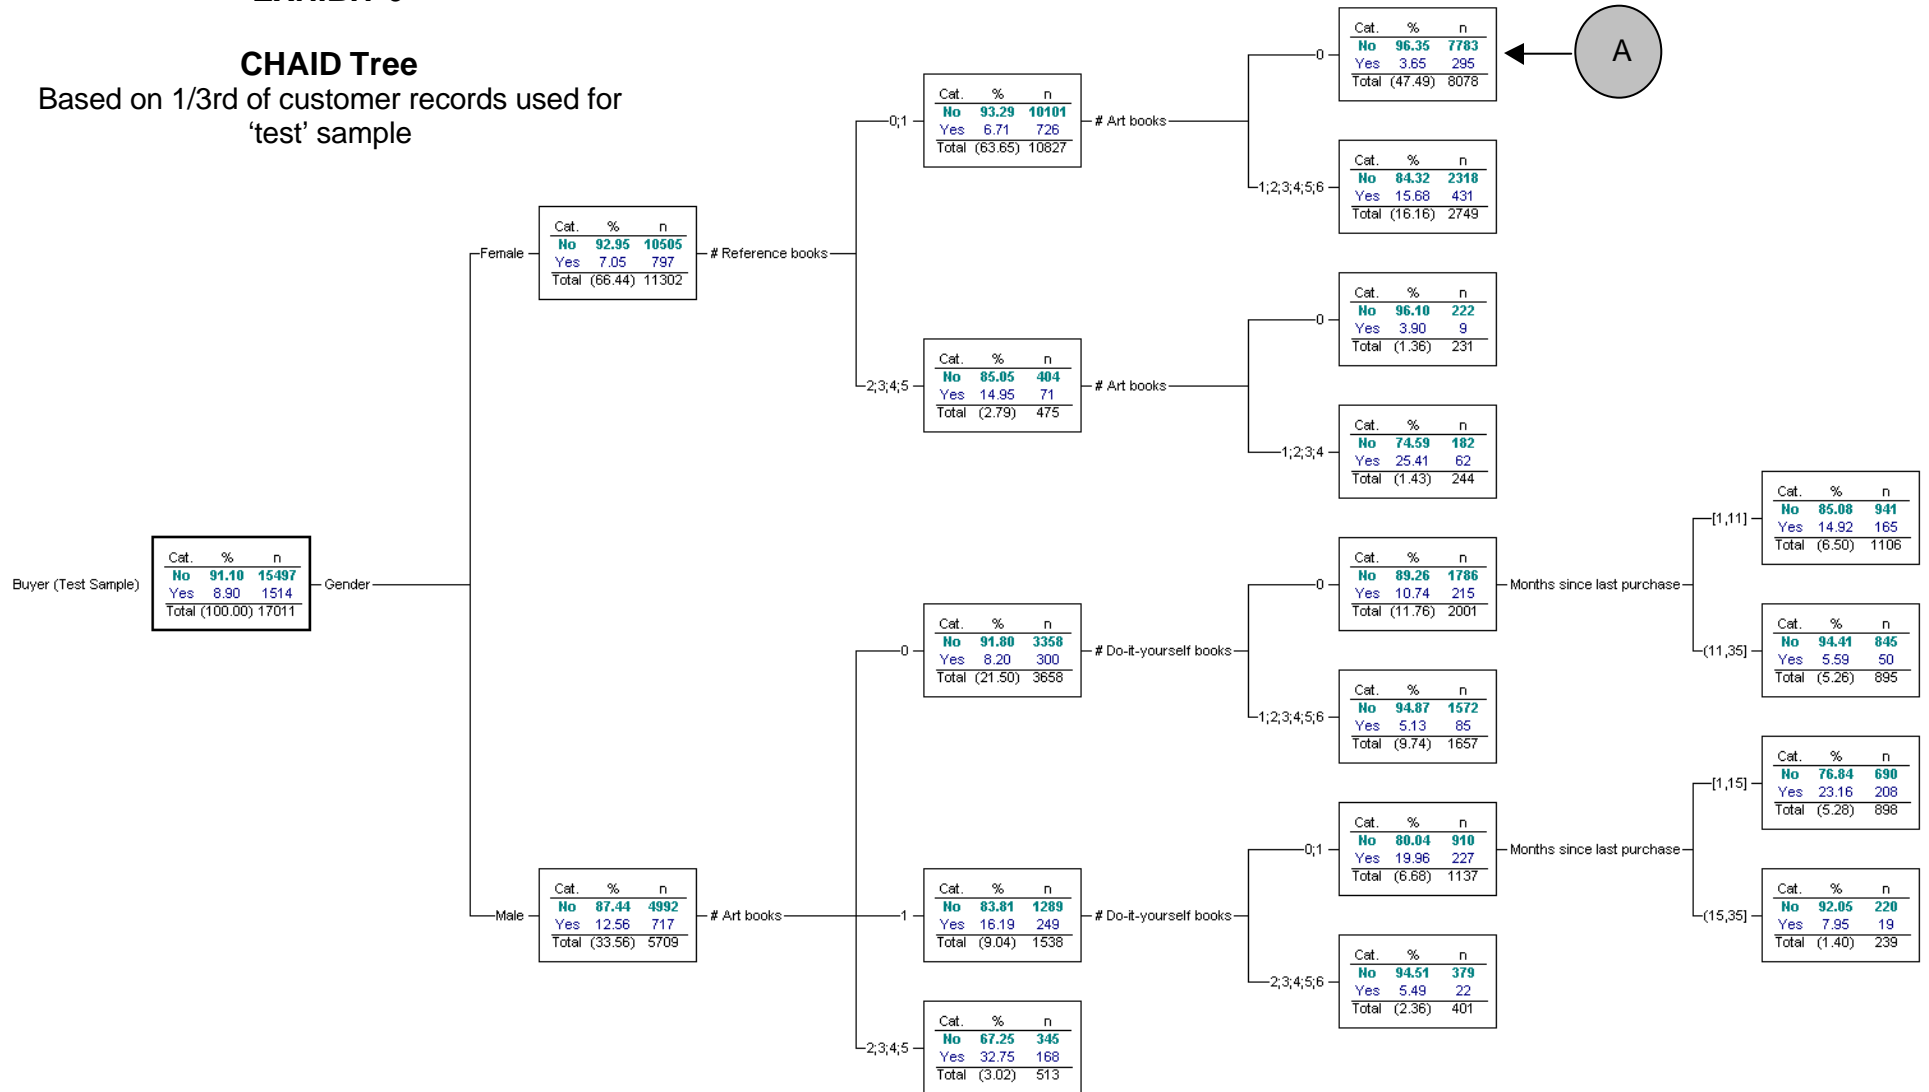 CHAID Tree
Based on 1/3rd of customer records used for
‘test’ sample
A
Buyer (Test Sample)
Cat. % n
No 91.10 15497
Yes 8.90 1514
Total (100.00) 17011
Gender
Female
Cat. % n
No 92.95 10505
Yes 7.05 797
Total (66.44) 11302
# Reference books
0;1
Cat. % n
No 93.29 10101
Yes 6.71 726
Total (63.65) 10827
# Art books
0
Cat. % n
No 96.35 7783
Yes 3.65 295
Total (47.49) 8078
1;2;3;4;5;6
Cat. % n
No 84.32 2318
Yes 15.68 431
Total (16.16) 2749
2;3;4;5
Cat. % n
No 85.05 404
Yes 14.95 71
Total (2.79) 475
# Art books
0
Cat. % n
No 96.10 222
Yes 3.90 9
Total (1.36) 231
1;2;3;4
Cat. % n
No 74.59 182
Yes 25.41 62
Total (1.43) 244
Male
Cat. % n
No 87.44 4992
Yes 12.56 717
Total (33.56) 5709
# Art books
0
Cat. % n
No 91.80 3358
Yes 8.20 300
Total (21.50) 3658
# Do-it-yourself books
0
Cat. % n
No 89.26 1786
Yes 10.74 215
Total (11.76) 2001
Months since last purchase
[1,11]
Cat. % n
No 85.08 941
Yes 14.92 165
Total (6.50) 1106
(11,35]
Cat. % n
No 94.41 845
Yes 5.59 50
Total (5.26) 895
1;2;3;4;5;6
Cat. % n
No 94.87 1572
Yes 5.13 85
Total (9.74) 1657
1
Cat. % n
No 83.81 1289
Yes 16.19 249
Total (9.04) 1538
# Do-it-yourself books
0;1
Cat. % n
No 80.04 910
Yes 19.96 227
Total (6.68) 1137
Months since last purchase
[1,15]
Cat. % n
No 76.84 690
Yes 23.16 208
Total (5.28) 898
(15,35]
Cat. % n
No 92.05 220
Yes 7.95 19
Total (1.40) 239
2;3;4;5;6
Cat. % n
No 94.51 379
Yes 5.49 22
Total (2.36) 401
2;3;4;5
Cat. % n
No 67.25 345
Yes 32.75 168
Total (3.02) 513